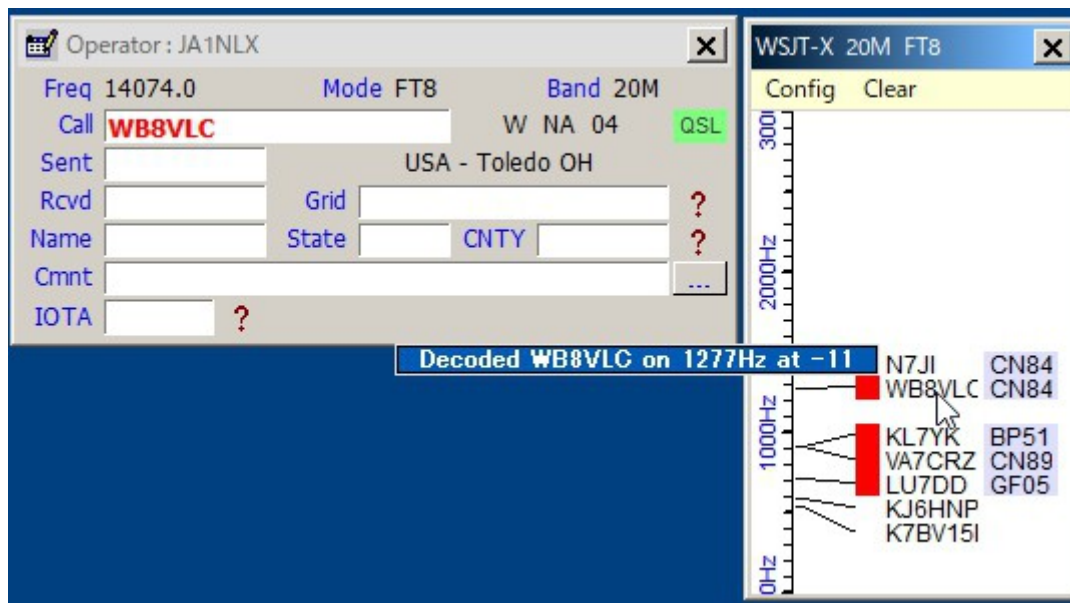 Operator : JA1NLX
Freq 14074.0 Mode FT8 Band 20M
Call WB8VLC W NA 04 QSL
Sent USA - Toledo OH
Rcvd Grid ?
Name State CNTY ?
Cmnt ...
IOTA ?
Decoded WB8VLC on 1277Hz at -11
WSJT-X 20M FT8
Config Clear
300
2000Hz
1000Hz
0Hz
N7JI CN84
WB8VLC CN84
KL7YK BP51
VA7CRZ CN89
LU7DD GF05
KJ6HNP
K7BV15I